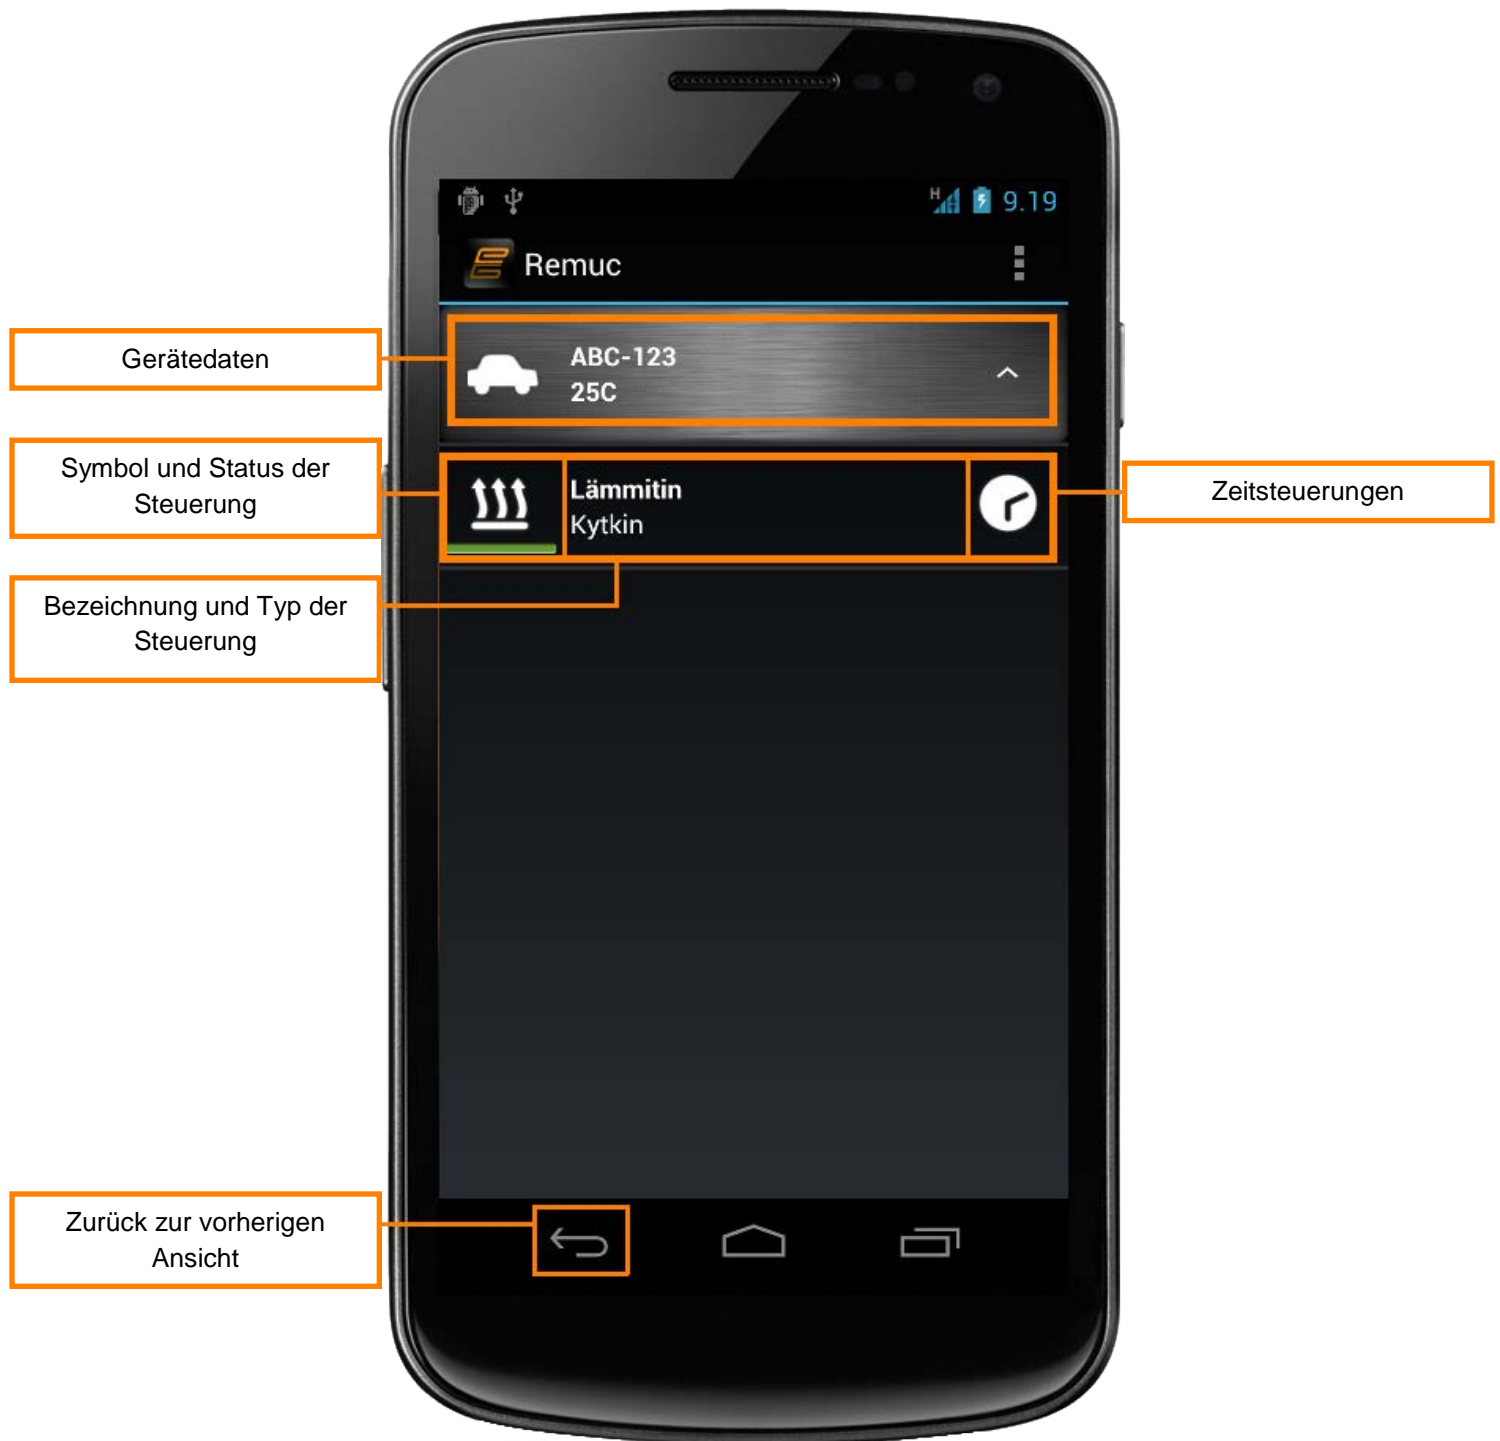 H
9.19
Remuc
Gerätedaten
ABC-123
25C
Symbol und Status der
Steuerung
Lämmitin
Kytkin
Zeitsteuerungen
Bezeichnung und Typ der
Steuerung
Zurück zur vorherigen
Ansicht